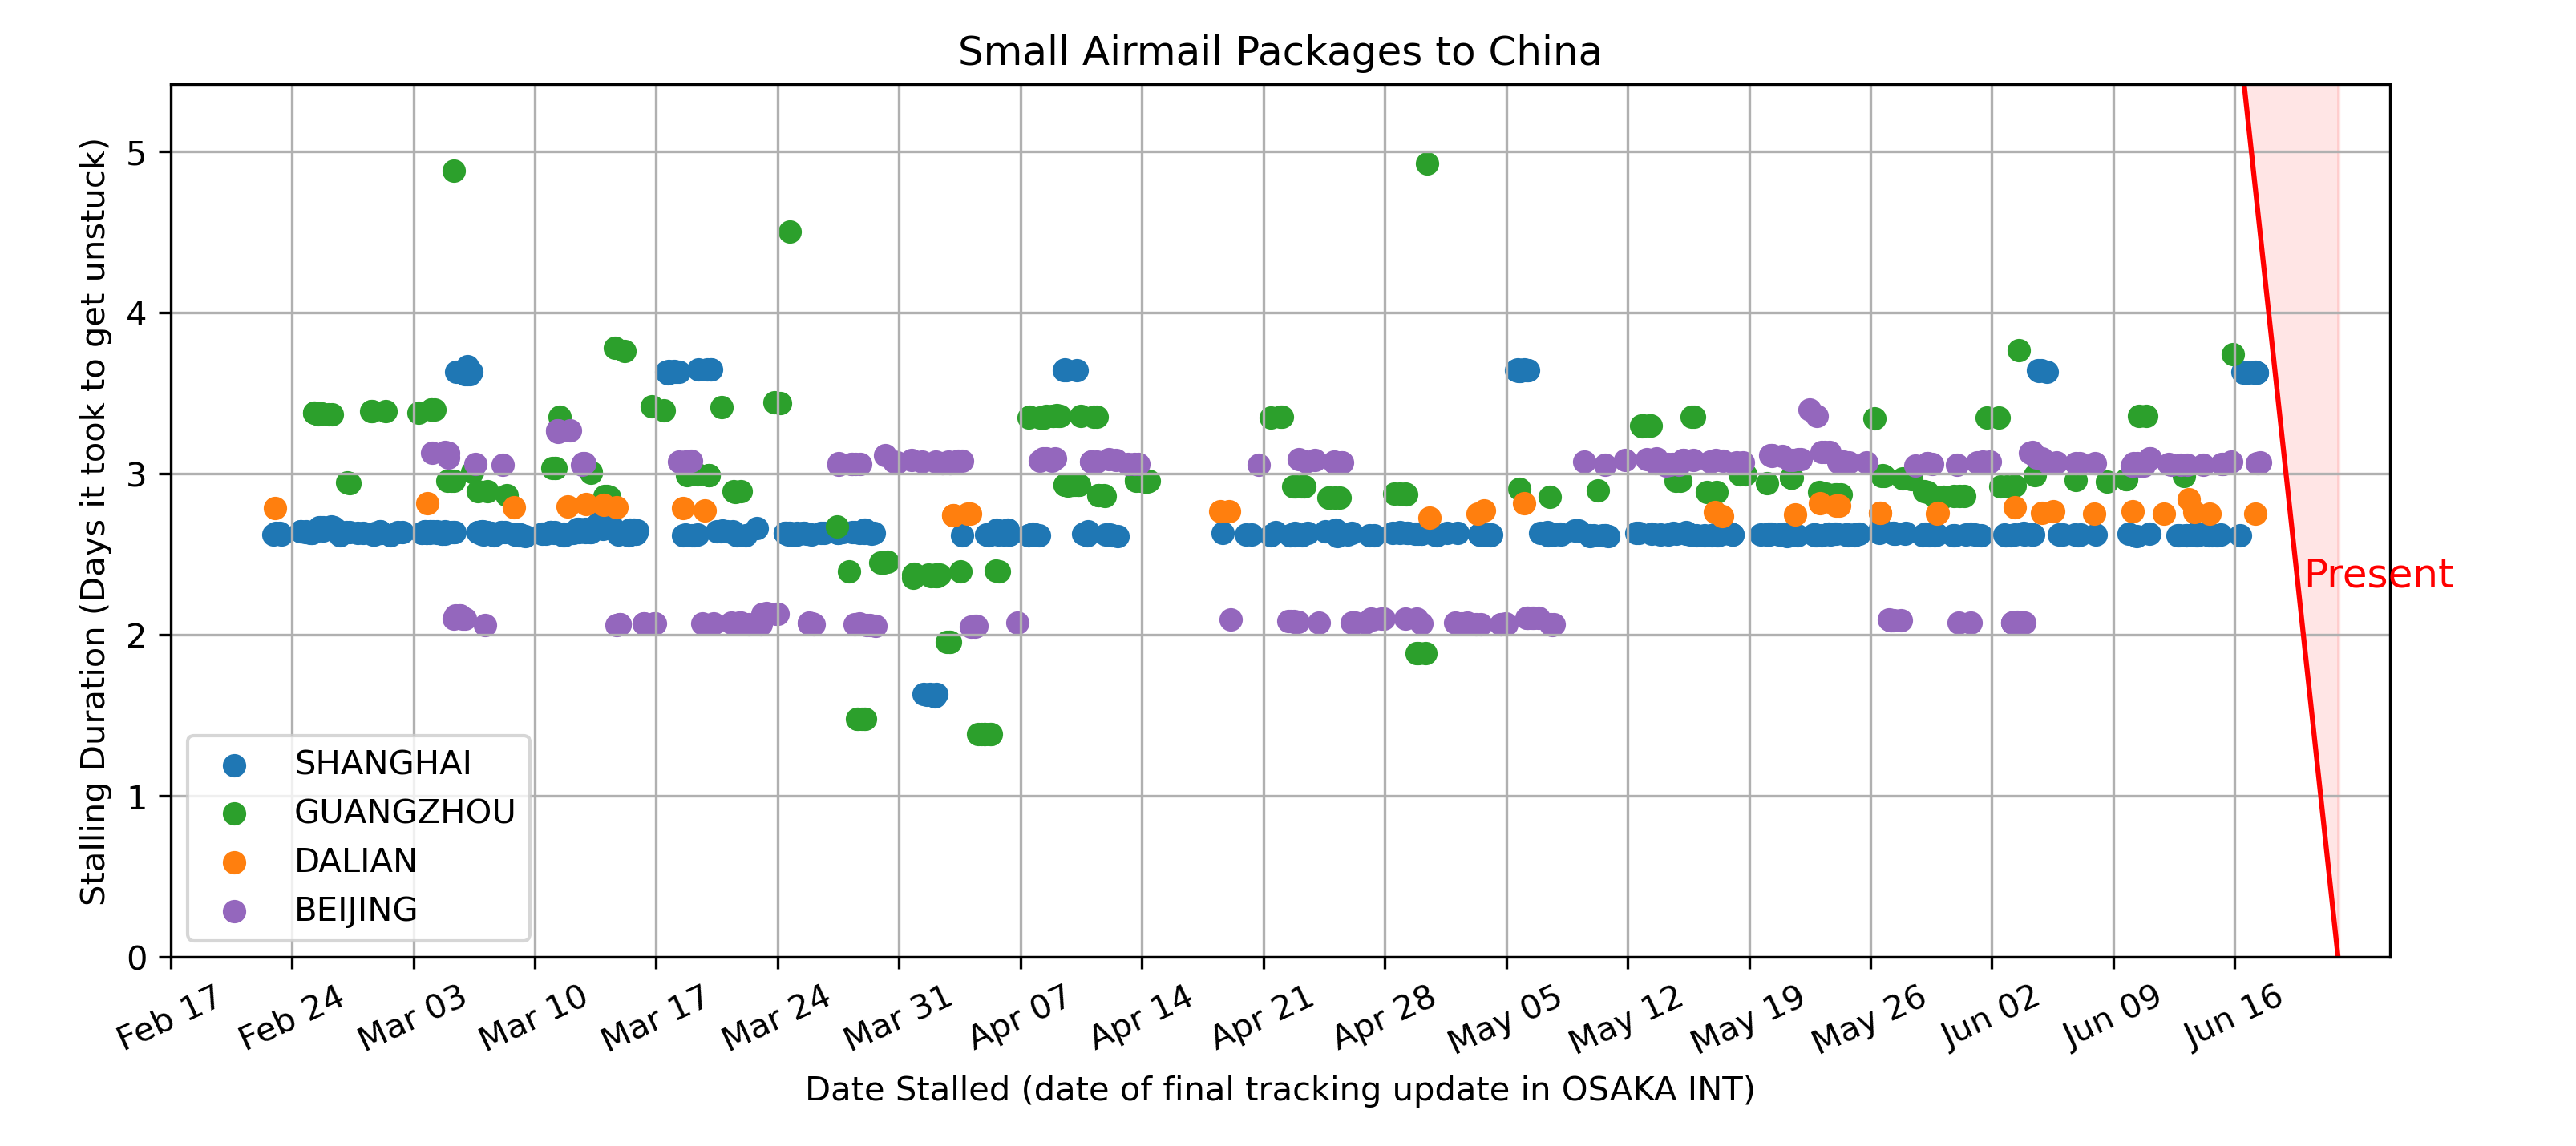 Small Airmail Packages to China
Stalling Duration (Days it took to get unstuck)
5
4
3
2
1
0
Present
SHANGHAI
GUANGZHOU
DALIAN
BEIJING
Feb 17
Feb 24
Mar 03
Mar 10
Mar 17
Mar 24
Mar 31
Apr 07
Apr 14
Apr 21
Apr 28
May 05
May 12
May 19
May 26
Jun 02
Jun 09
Jun 16
Date Stalled (date of final tracking update in OSAKA INT)